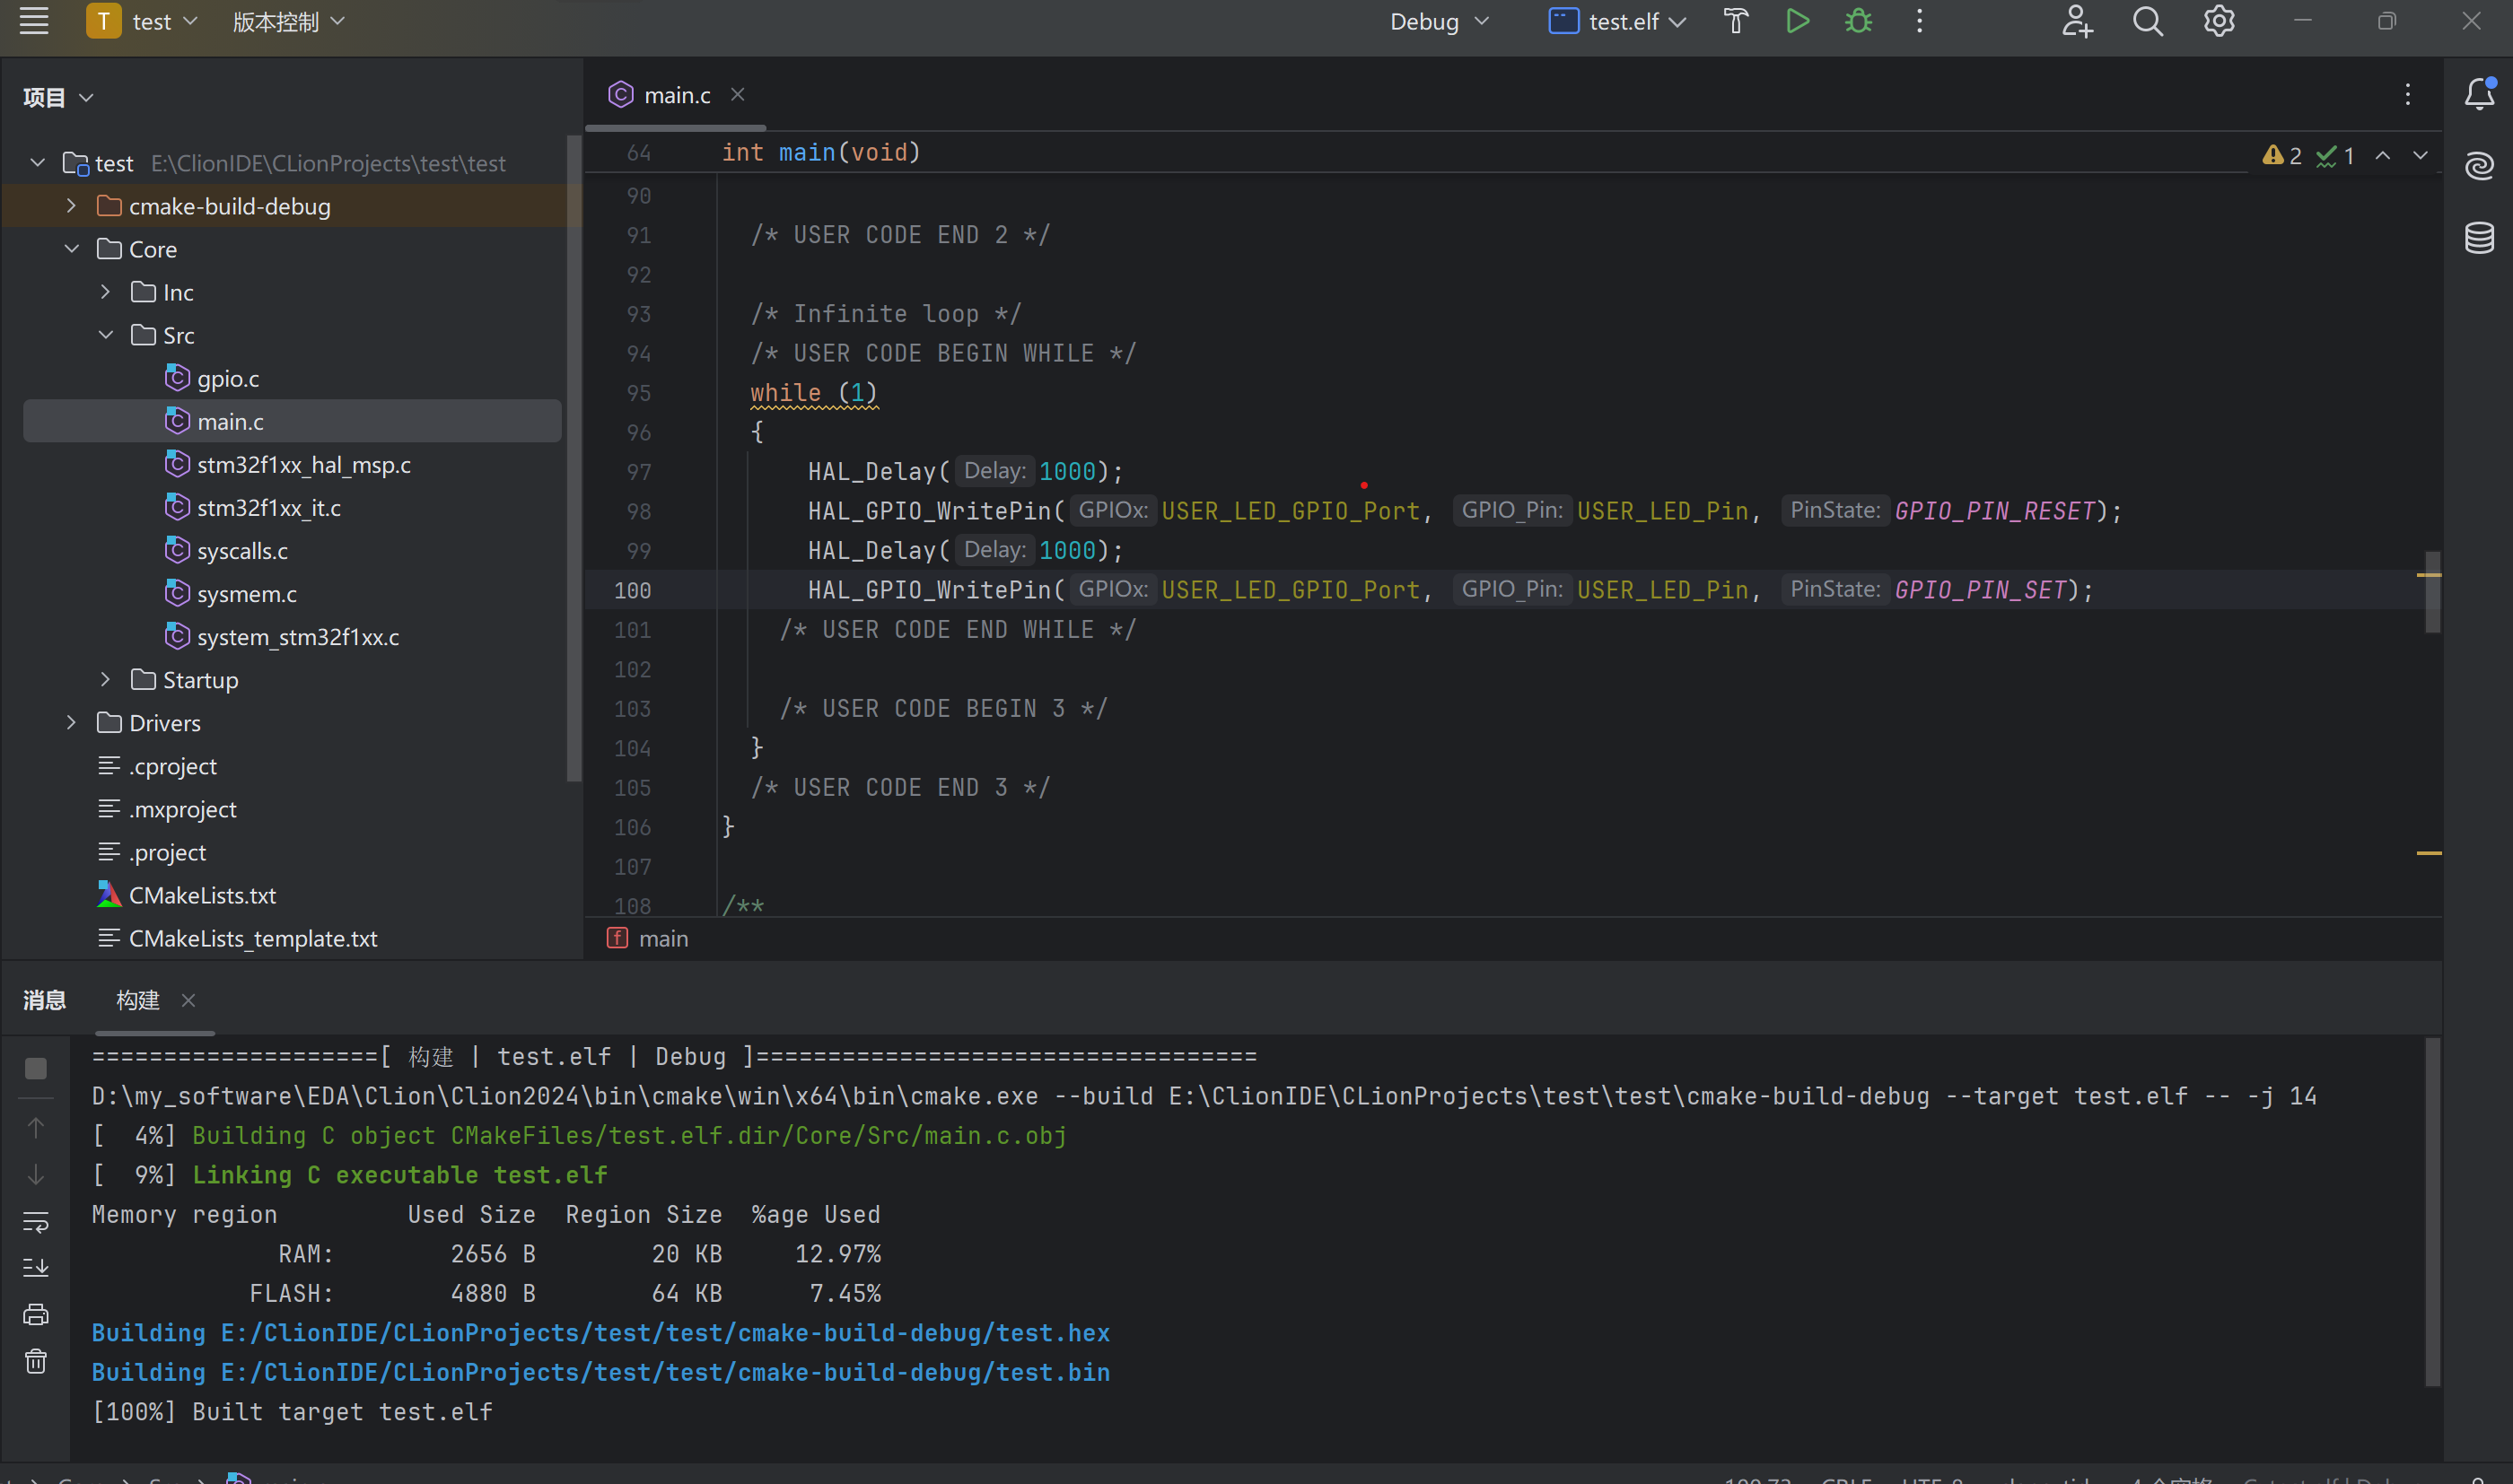 T test 版本控制 Debug test.elf
项目
main.c
test E:\ClionIDE\CLionProjects\test\test
cmake-build-debug
Core
Inc
Src
gpio.c
main.c
stm32f1xx_hal_msp.c
stm32f1xx_it.c
syscalls.c
sysmem.c
system_stm32f1xx.c
Startup
Drivers
.cproject
.mxproject
.project
CMakeLists.txt
CMakeLists_template.txt
64 int main(void)
2 1
90
91 /* USER CODE END 2 */
92
93 /* Infinite loop */
94 /* USER CODE BEGIN WHILE */
95 while (1)
96 {
97 HAL_Delay( Delay: 1000);
98 HAL_GPIO_WritePin( GPIOx: USER_LED_GPIO_Port, GPIO_Pin: USER_LED_Pin, PinState: GPIO_PIN_RESET);
99 HAL_Delay( Delay: 1000);
100 HAL_GPIO_WritePin( GPIOx: USER_LED_GPIO_Port, GPIO_Pin: USER_LED_Pin, PinState: GPIO_PIN_SET);
101 /* USER CODE END WHILE */
102
103 /* USER CODE BEGIN 3 */
104 }
105 /* USER CODE END 3 */
106 }
107
108 /**
f main
消息 构建
====================[ 构建 | test.elf | Debug ]===================================
D:\my_software\EDA\Clion\Clion2024\bin\cmake\win\x64\bin\cmake.exe --build E:\ClionIDE\CLionProjects\test\test\cmake-build-debug --target test.elf -- -j 14
[  4%] Building C object CMakeFiles/test.elf.dir/Core/Src/main.c.obj
[  9%] Linking C executable test.elf
Memory region Used Size Region Size %age Used
RAM: 2656 B 20 KB 12.97%
FLASH: 4880 B 64 KB 7.45%
Building E:/ClionIDE/CLionProjects/test/test/cmake-build-debug/test.hex
Building E:/ClionIDE/CLionProjects/test/test/cmake-build-debug/test.bin
[100%] Built target test.elf